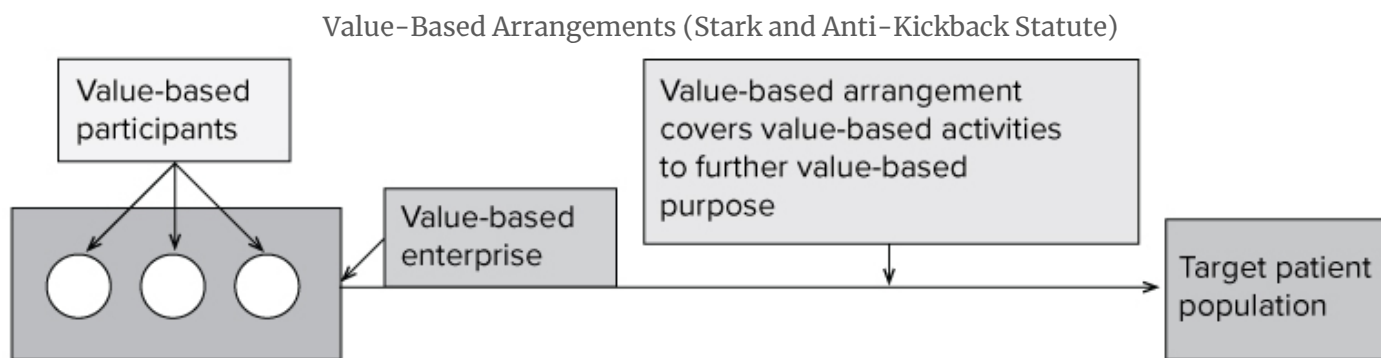 Value-Based Arrangements (Stark and Anti-Kickback Statute)
Value-based
participants
Value-based
enterprise
Value-based arrangement
covers value-based activities
to further value-based
purpose
Target patient
population